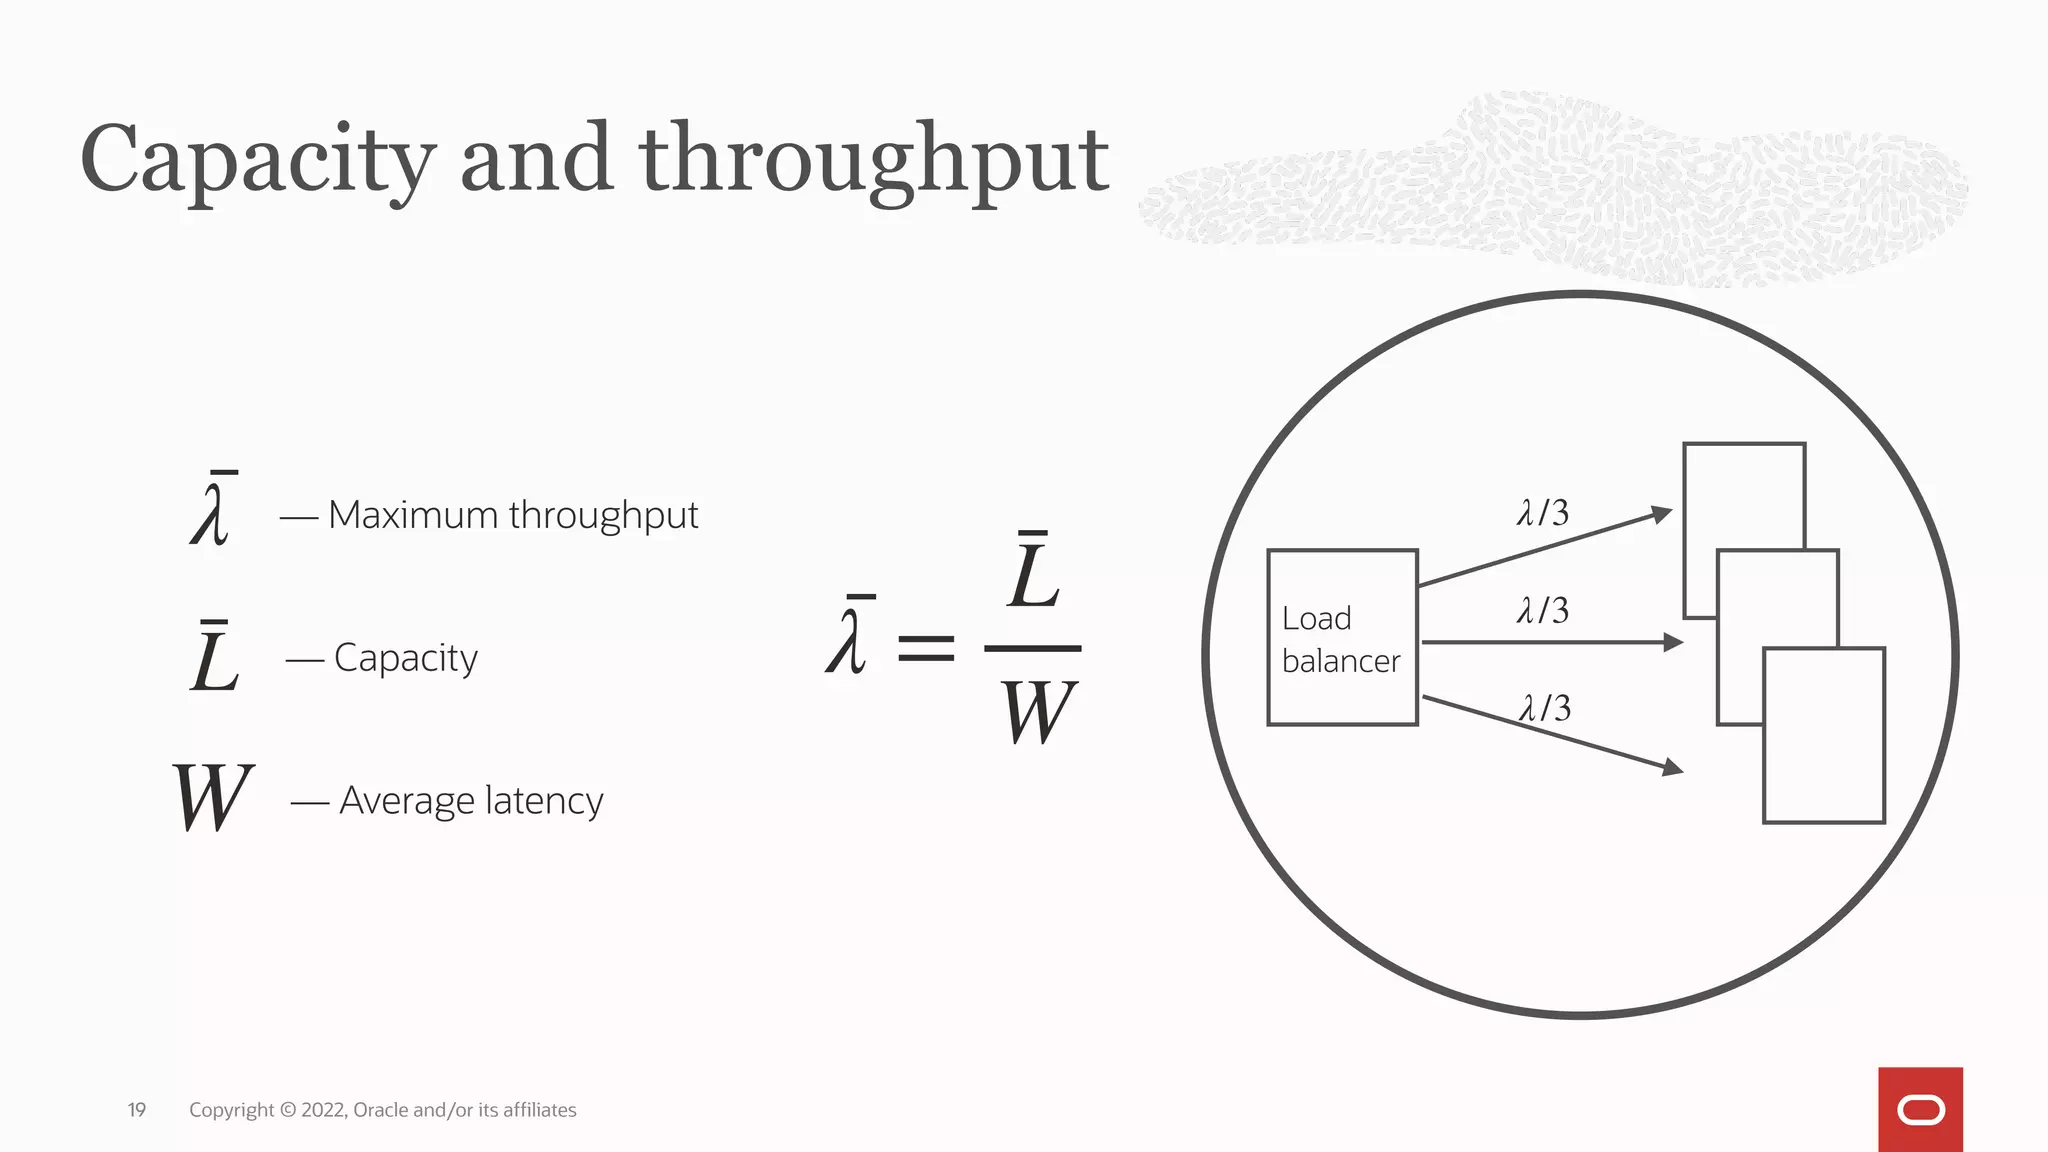 Capacity and throughput
λ̄ — Maximum throughput
L̄ — Capacity
W — Average latency
λ̄ = L̄ / W
Load
balancer
λ/3
λ/3
λ/3
19 Copyright © 2022, Oracle and/or its affiliates